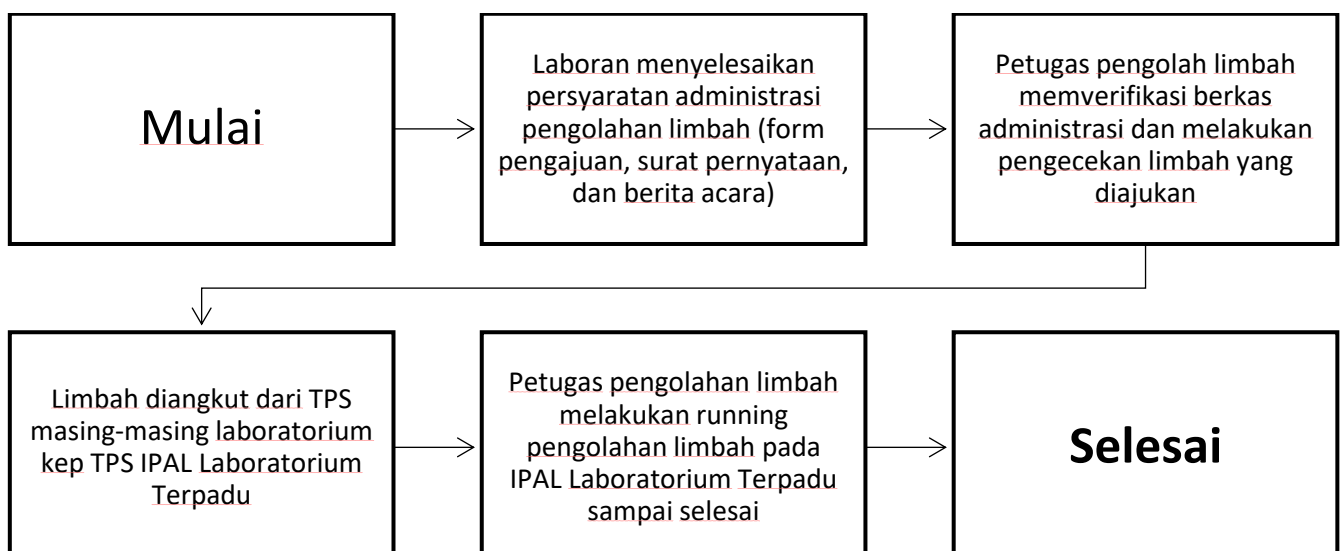 Mulai
Laboran menyelesaikan
persyaratan administrasi
pengolahan limbah (form
pengajuan, surat pernyataan,
dan berita acara)
Petugas pengolah limbah
memverifikasi berkas
administrasi dan melakukan
pengecekan limbah yang
diajukan
Limbah diangkut dari TPS
masing-masing laboratorium
kep TPS IPAL Laboratorium
Terpadu
Petugas pengolahan limbah
melakukan running
pengolahan limbah pada
IPAL Laboratorium Terpadu
sampai selesai
Selesai